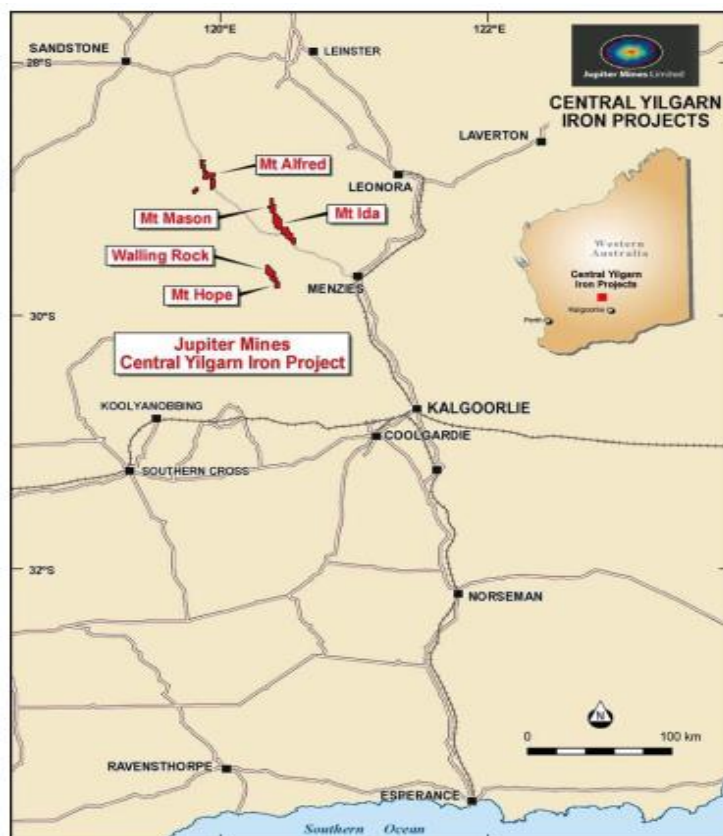 120°E
122°E
SANDSTONE
LEINSTER
28°S
Jupiter Mines Limited
CENTRAL YILGARN
IRON PROJECTS
LAVERTON
Mt Alfred
LEONORA
Mt Mason
Mt Ida
Western
Australia
Central Yilgarn
Iron Projects
Kalgoorlie
Perth
Walling Rock
MENZIES
Mt Hope
30°S
Jupiter Mines
Central Yilgarn Iron Project
KOOLYANOBBING
KALGOORLIE
COOLGARDIE
SOUTHERN CROSS
32°S
NORSEMAN
N
0
100 km
RAVENSTHORPE
ESPERANCE
Southern Ocean